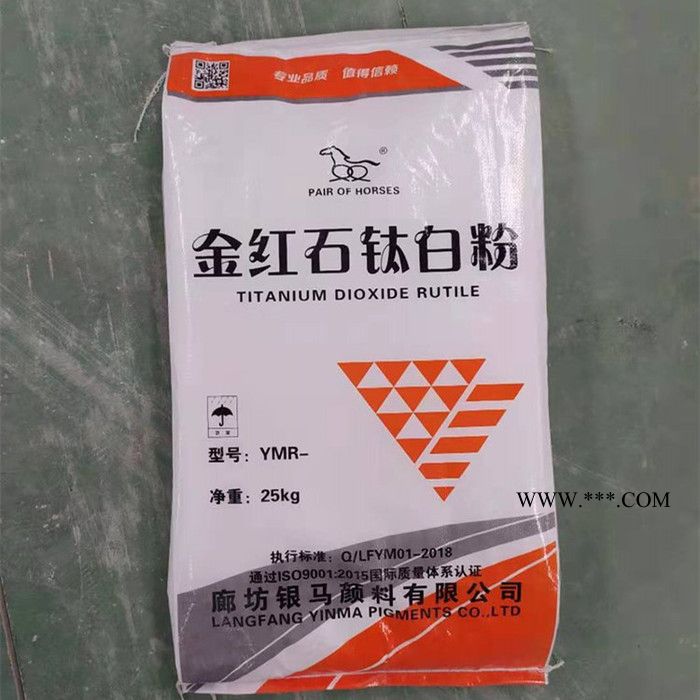 专业品质 值得信赖
®
PAIR OF HORSES
金红石钛白粉
TITANIUM DIOXIDE RUTILE
型号: YMR-
净重: 25kg
WWW.***.COM
执行标准: Q/LFYM01-2018
通过ISO9001:2015国际质量体系认证
廊坊银马颜料有限公司
LANGFANG YINMA PIGMENTS CO.,LTD